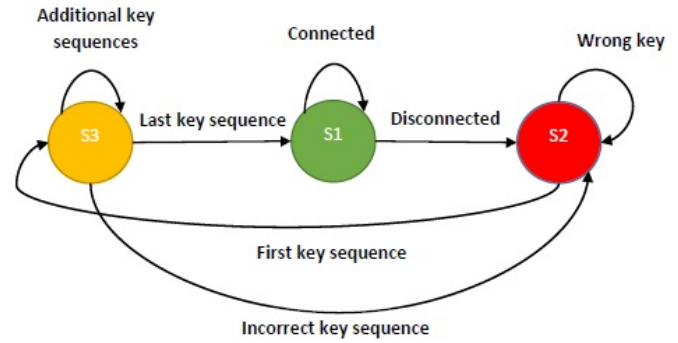 Additional key
sequences
Connected
Wrong key
Last key sequence
Disconnected
S3
S1
S2
First key sequence
Incorrect key sequence